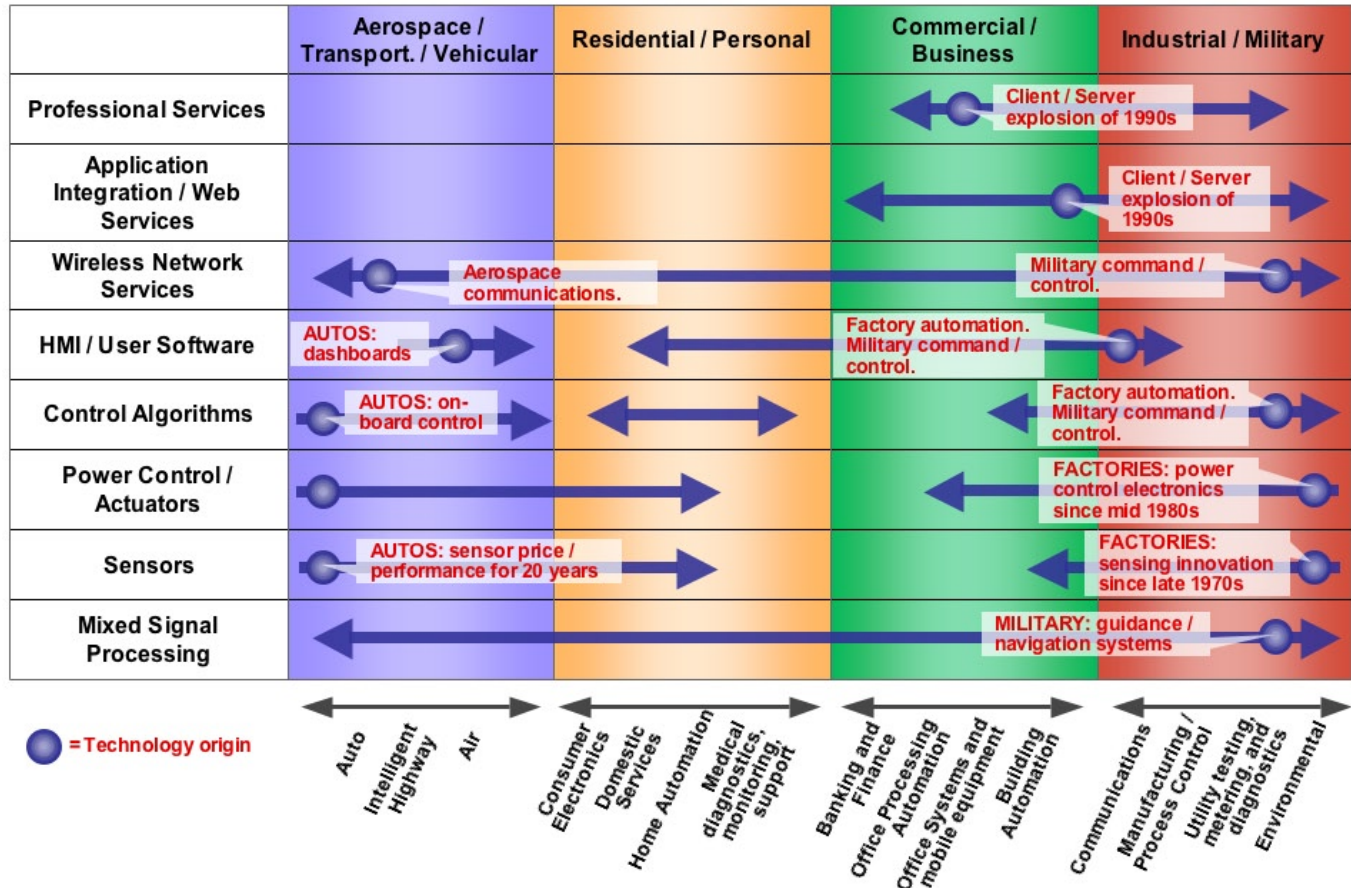 Aerospace /
Transport. / Vehicular
Residential / Personal
Commercial /
Business
Industrial / Military
Professional Services
Client / Server
explosion of 1990s
Application
Integration / Web
Services
Client / Server
explosion of
1990s
Wireless Network
Services
Aerospace
communications.
Military command /
control.
HMI / User Software
AUTOS:
dashboards
Factory automation.
Military command /
control.
Control Algorithms
AUTOS: on-
board control
Factory automation.
Military command /
control.
Power Control /
Actuators
FACTORIES: power
control electronics
since mid 1980s
Sensors
AUTOS: sensor price /
performance for 20 years
FACTORIES:
sensing innovation
since late 1970s
Mixed Signal
Processing
MILITARY: guidance /
navigation systems
= Technology origin
Auto
Intelligent
Highway
Air
Consumer
Electronics
Domestic
Services
Home Automation
Medical
diagnostics,
monitoring,
support
Banking and
Finance
Office Processing
Automation
Office Systems and
mobile equipment
Building
Automation
Communications
Manufacturing /
Process Control
Utility testing,
metering, and
diagnostics
Environmental